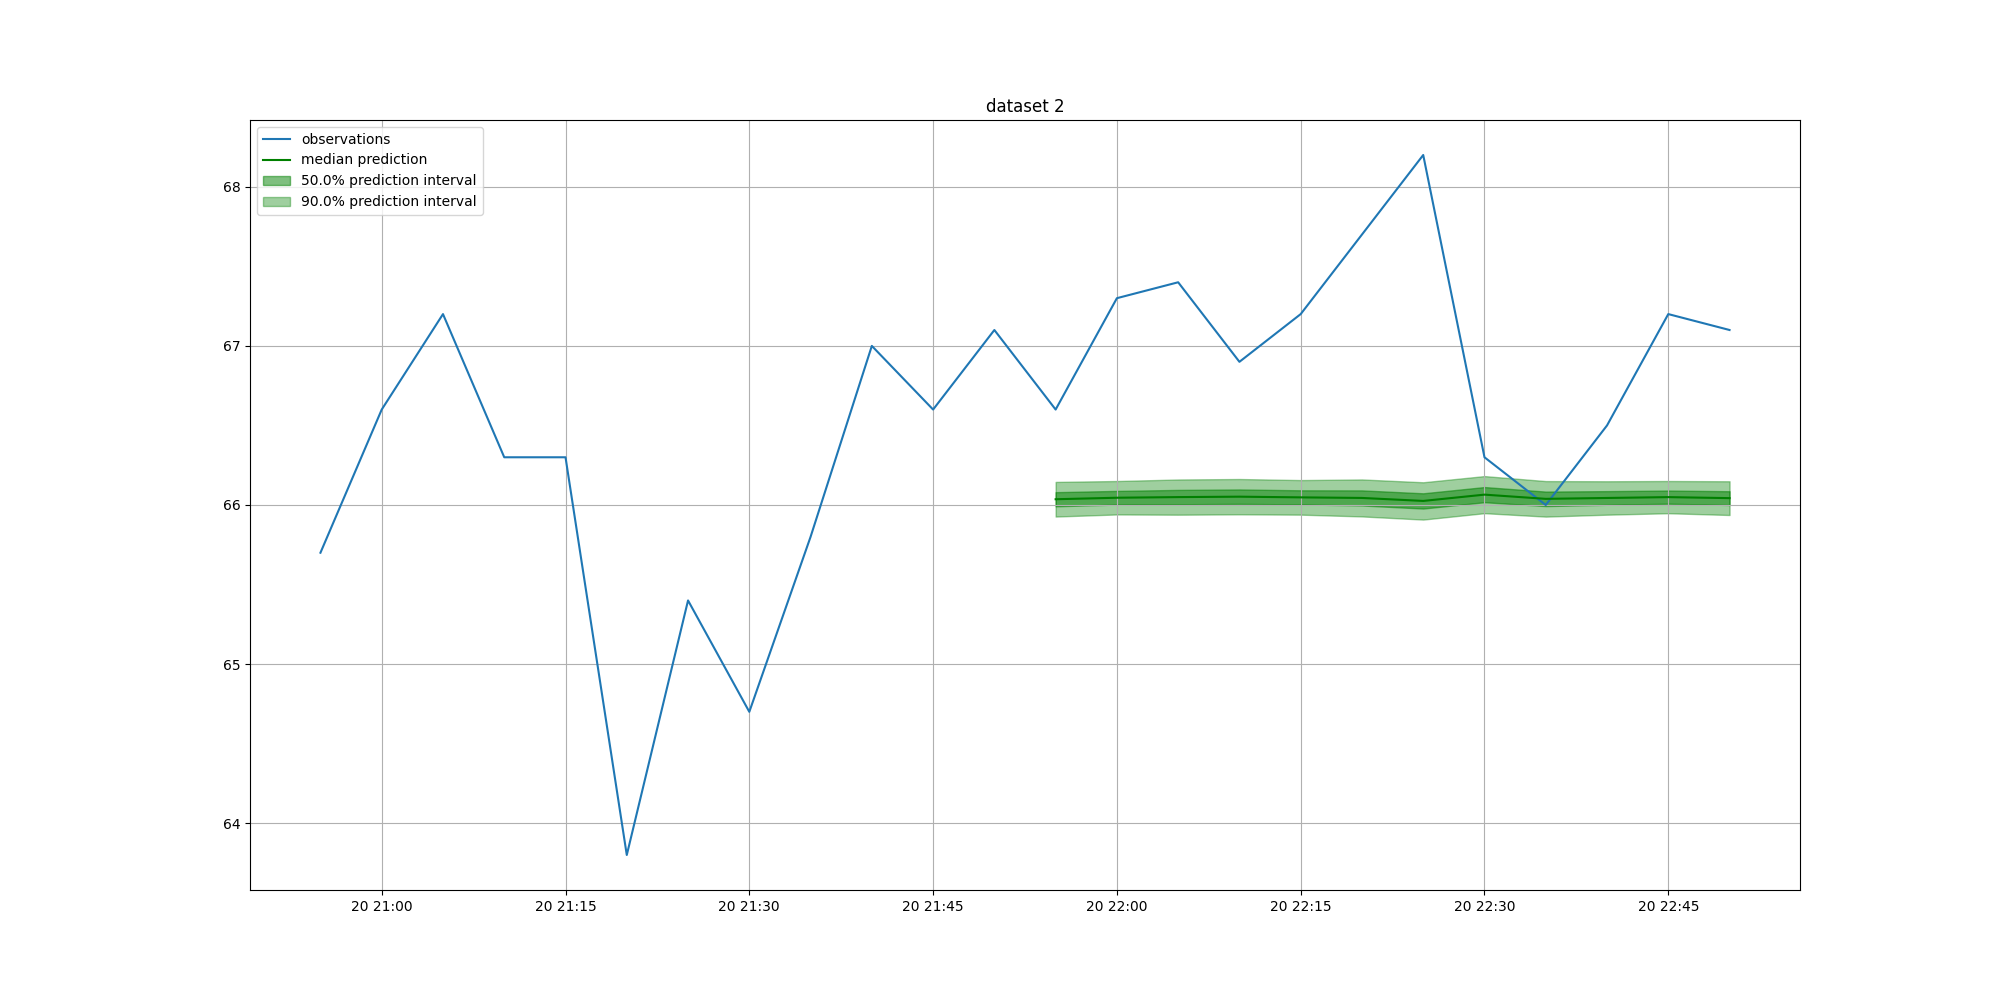 dataset 2
observations
median prediction
50.0% prediction interval
90.0% prediction interval
68
67
66
65
64
20 21:00 20 21:15 20 21:30 20 21:45 20 22:00 20 22:15 20 22:30 20 22:45